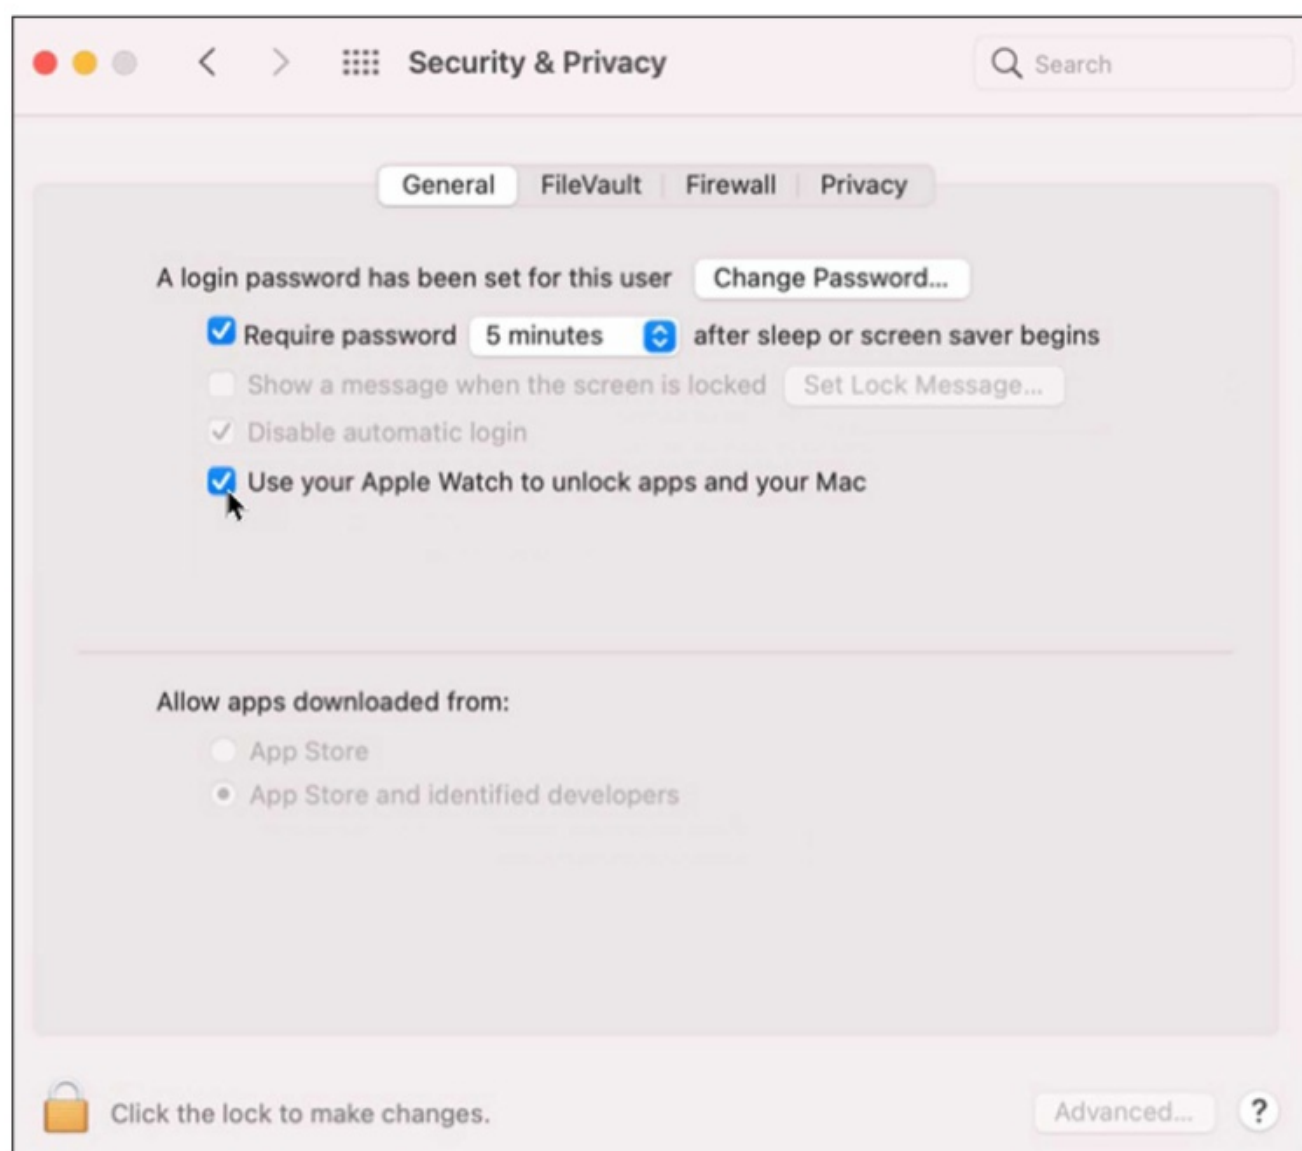 Security & Privacy
Search
General FileVault Firewall Privacy
A login password has been set for this user Change Password...
Require password 5 minutes after sleep or screen saver begins
Show a message when the screen is locked Set Lock Message...
Disable automatic login
Use your Apple Watch to unlock apps and your Mac
Allow apps downloaded from:
App Store
App Store and identified developers
Click the lock to make changes. Advanced... ?